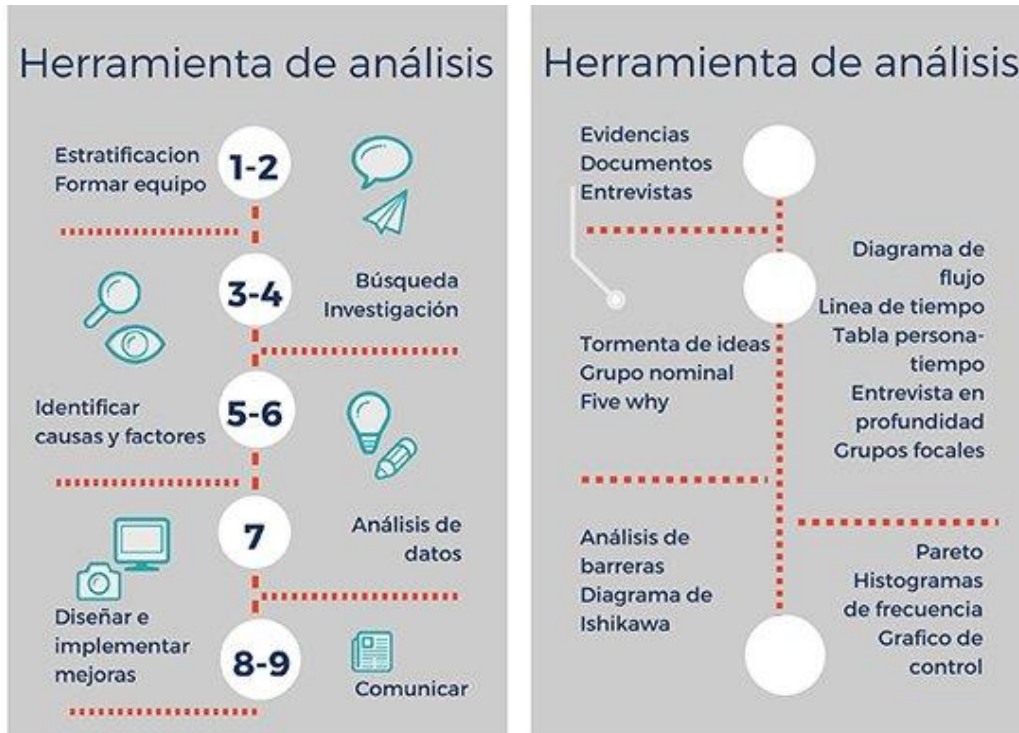 Herramienta de análisis
Estratificacion
Formar equipo
1-2
3-4
Búsqueda
Investigación
Identificar
causas y factores
5-6
7
Análisis de
datos
Diseñar e
implementar
mejoras
8-9
Comunicar
Herramienta de análisis
Evidencias
Documentos
Entrevistas
Diagrama de
flujo
Linea de tiempo
Tabla persona-
tiempo
Entrevista en
profundidad
Grupos focales
Tormenta de ideas
Grupo nominal
Five why
Análisis de
barreras
Diagrama de
Ishikawa
Pareto
Histogramas
de frecuencia
Grafico de
control